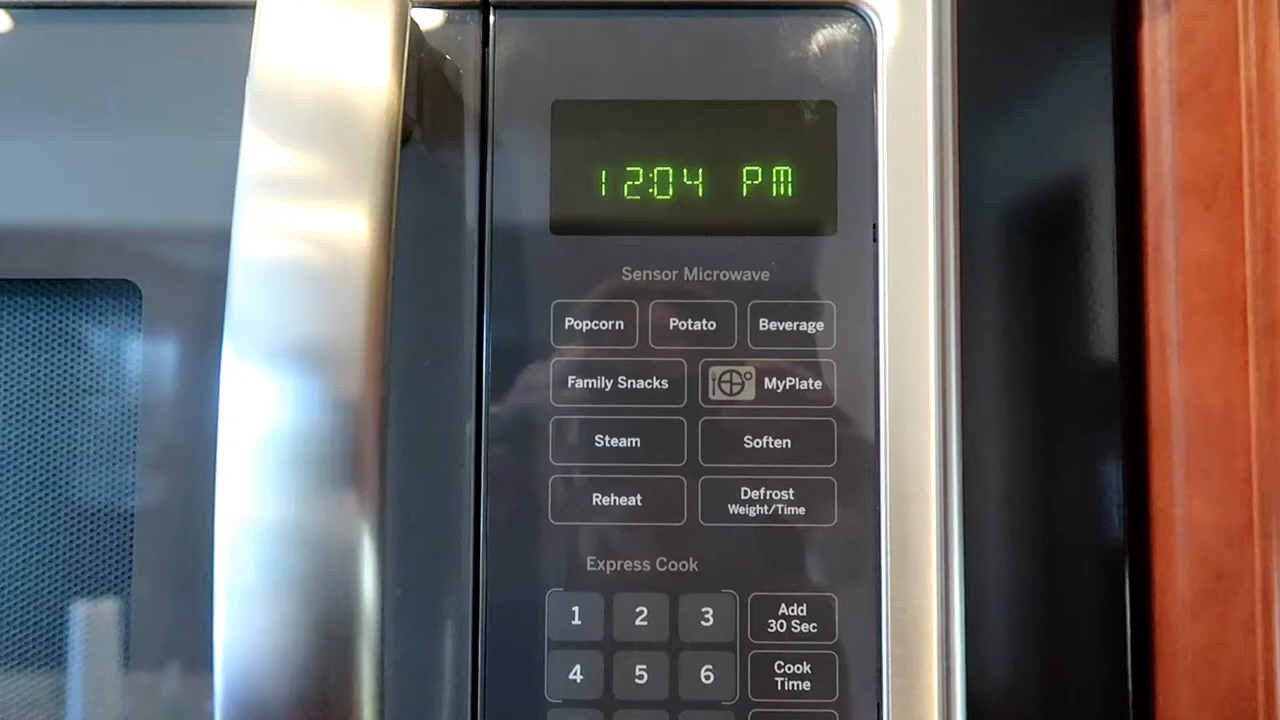 12:04 PM
Sensor Microwave
Popcorn
Potato
Beverage
Family Snacks
MyPlate
Steam
Soften
Reheat
Defrost
Weight/Time
Express Cook
1
2
3
Add
30 Sec
4
5
6
Cook
Time